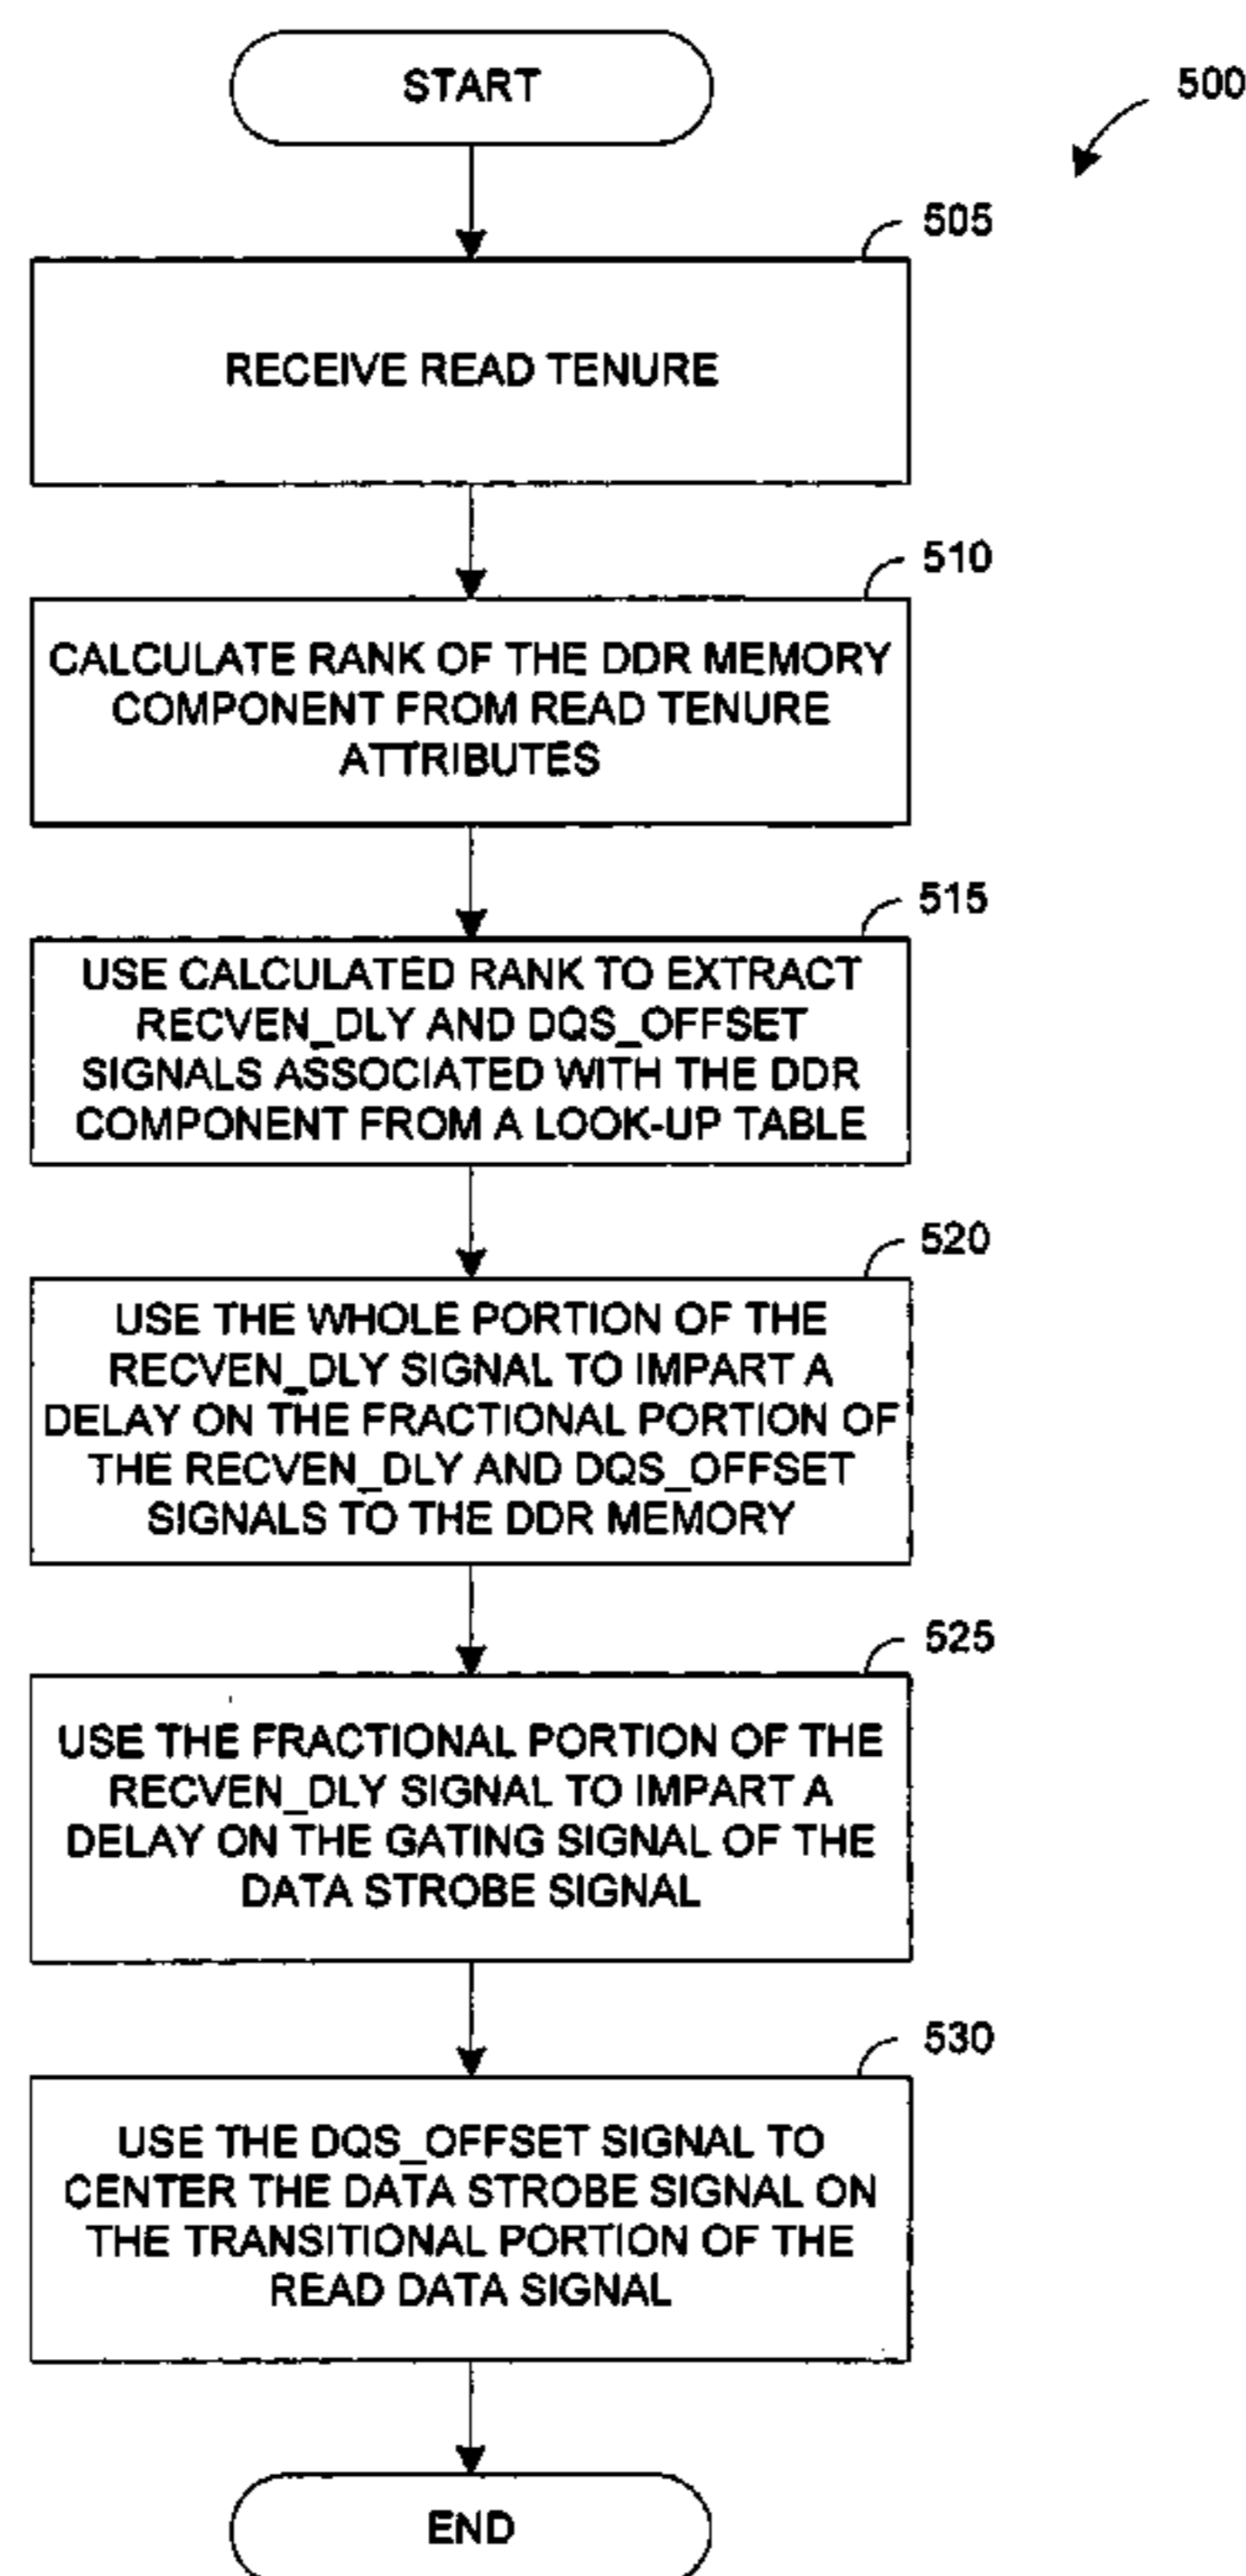 START
500
505
RECEIVE READ TENURE
510
CALCULATE RANK OF THE DDR MEMORY
COMPONENT FROM READ TENURE
ATTRIBUTES
515
USE CALCULATED RANK TO EXTRACT
RECVEN_DLY AND DQS_OFFSET
SIGNALS ASSOCIATED WITH THE DDR
COMPONENT FROM A LOOK-UP TABLE
520
USE THE WHOLE PORTION OF THE
RECVEN_DLY SIGNAL TO IMPART A
DELAY ON THE FRACTIONAL PORTION OF
THE RECVEN_DLY AND DQS_OFFSET
SIGNALS TO THE DDR MEMORY
525
USE THE FRACTIONAL PORTION OF THE
RECVEN_DLY SIGNAL TO IMPART A
DELAY ON THE GATING SIGNAL OF THE
DATA STROBE SIGNAL
530
USE THE DQS_OFFSET SIGNAL TO
CENTER THE DATA STROBE SIGNAL ON
THE TRANSITIONAL PORTION OF THE
READ DATA SIGNAL
END